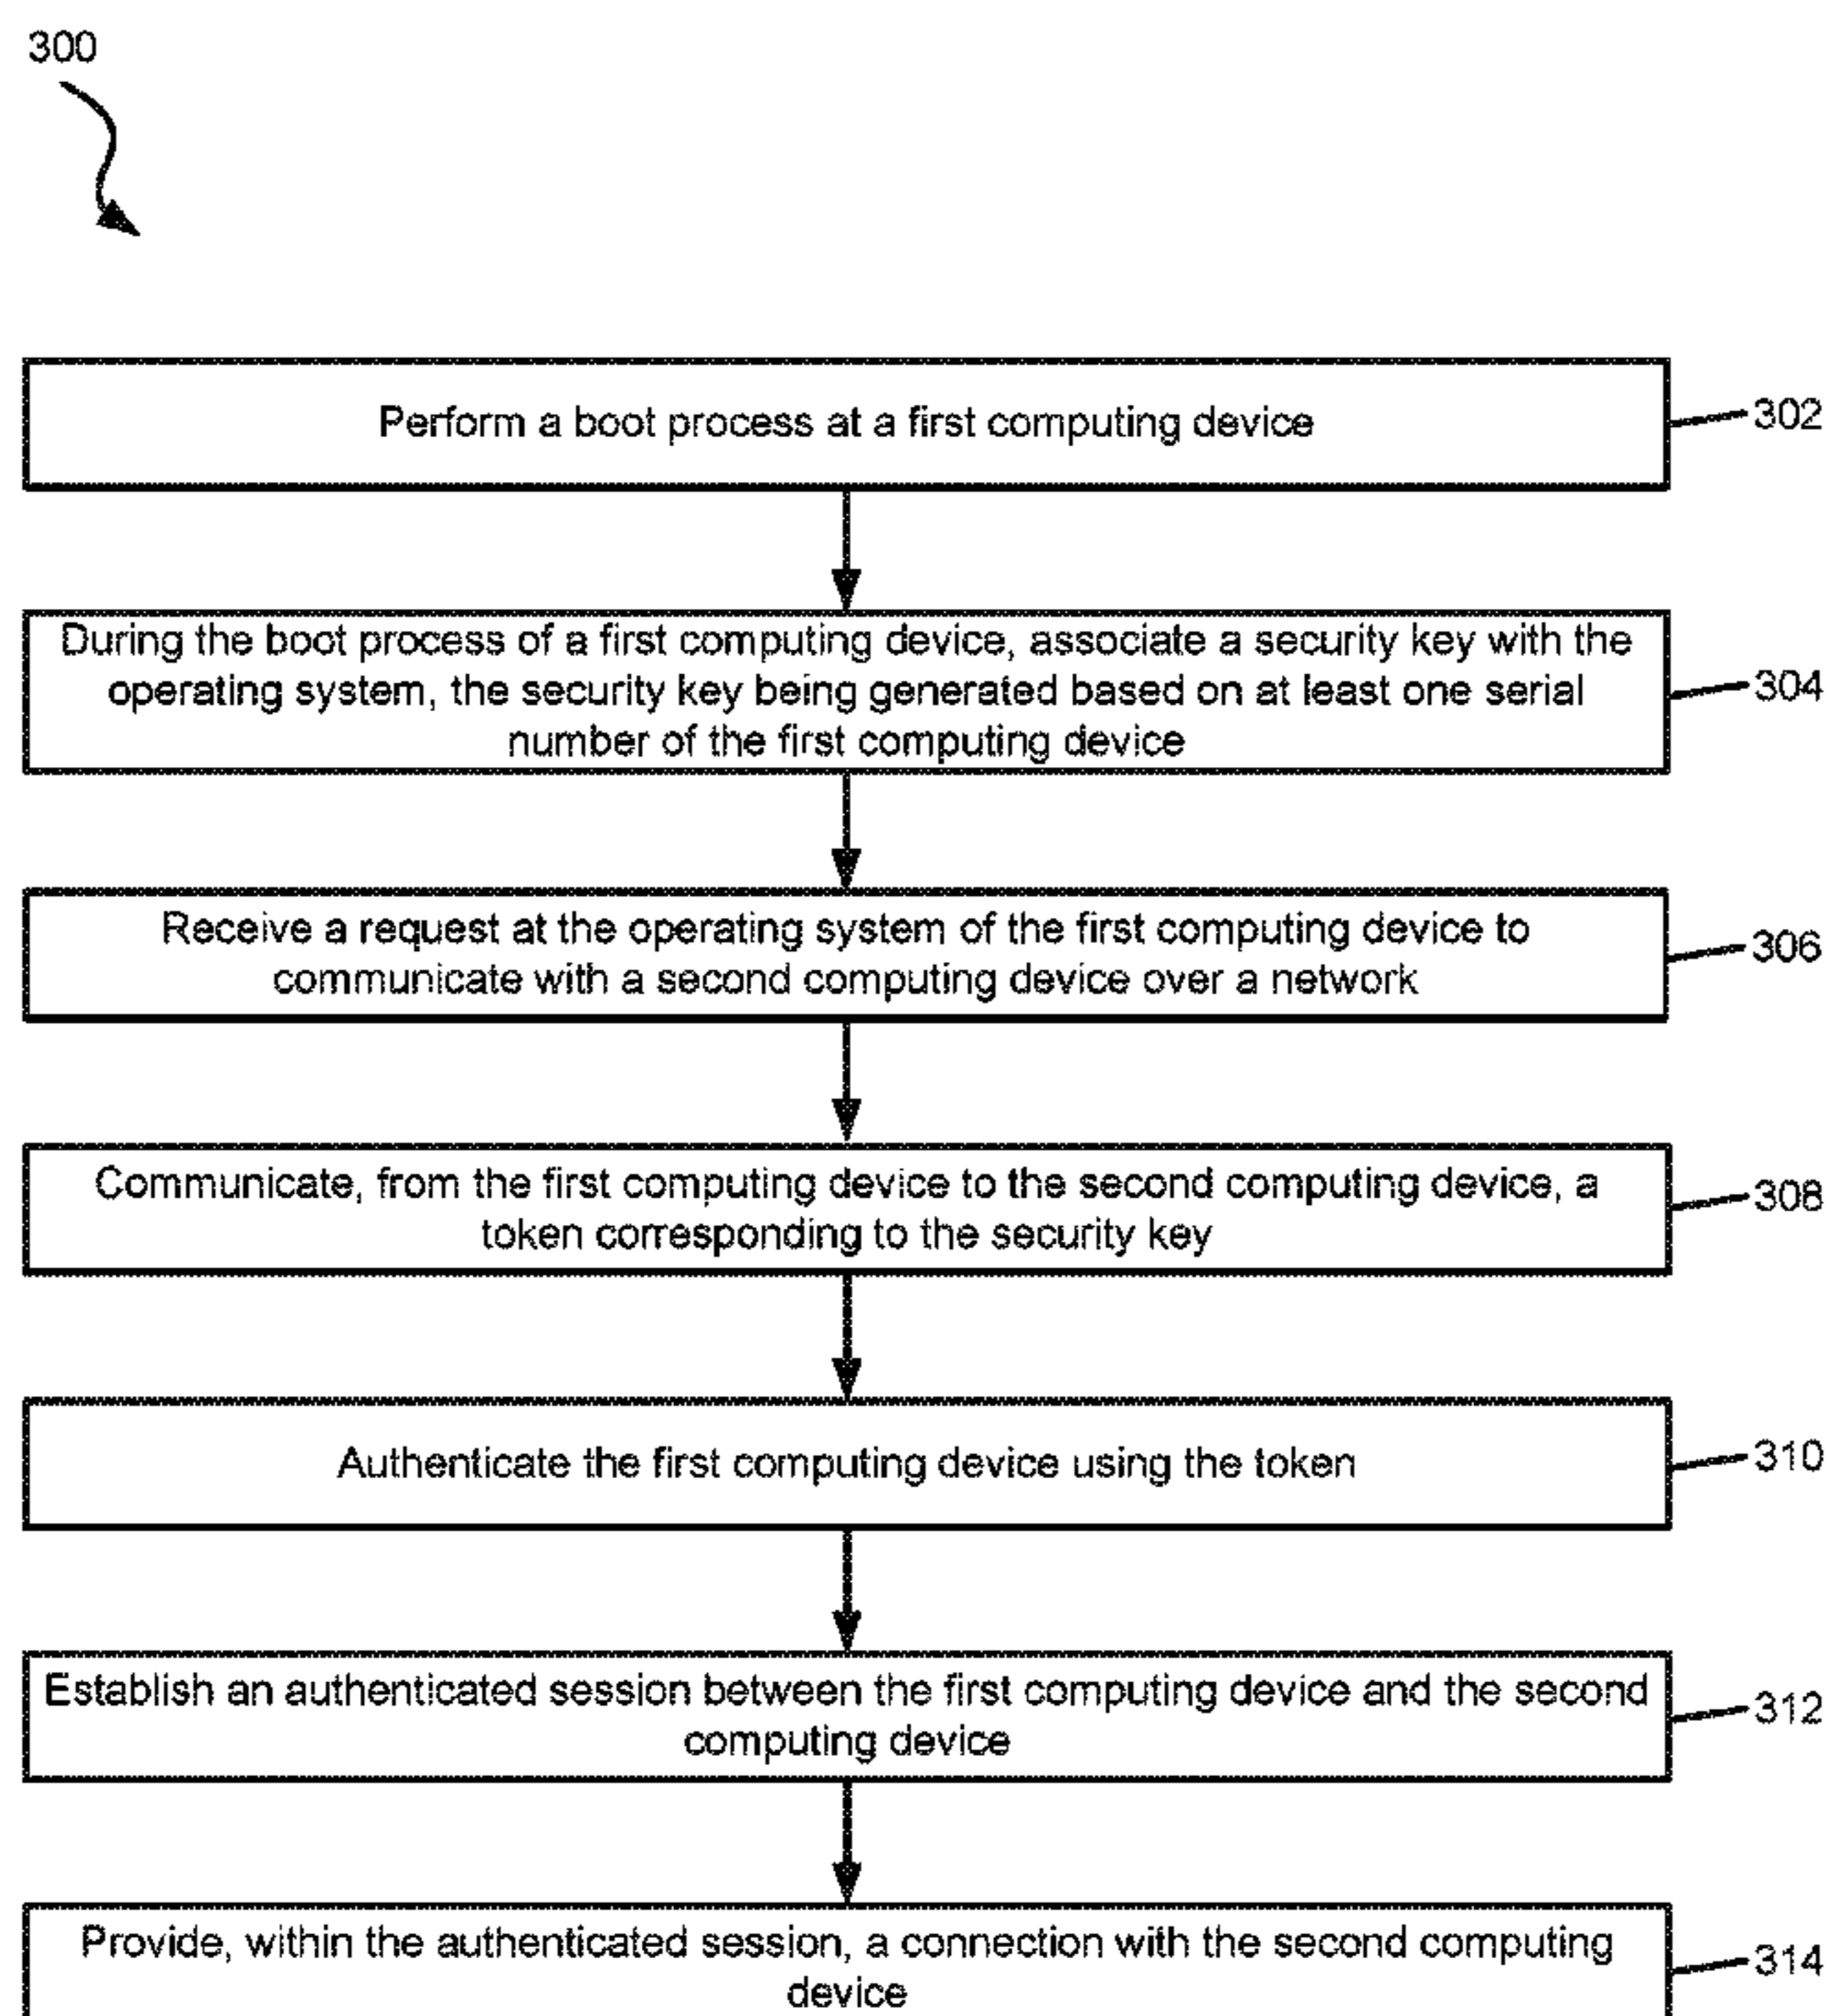 300
Perform a boot process at a first computing device
302
During the boot process of a first computing device, associate a security key with the
operating system, the security key being generated based on at least one serial
number of the first computing device
304
Receive a request at the operating system of the first computing device to
communicate with a second computing device over a network
306
Communicate, from the first computing device to the second computing device, a
token corresponding to the security key
308
Authenticate the first computing device using the token
310
Establish an authenticated session between the first computing device and the second
computing device
312
Provide, within the authenticated session, a connection with the second computing
device
314